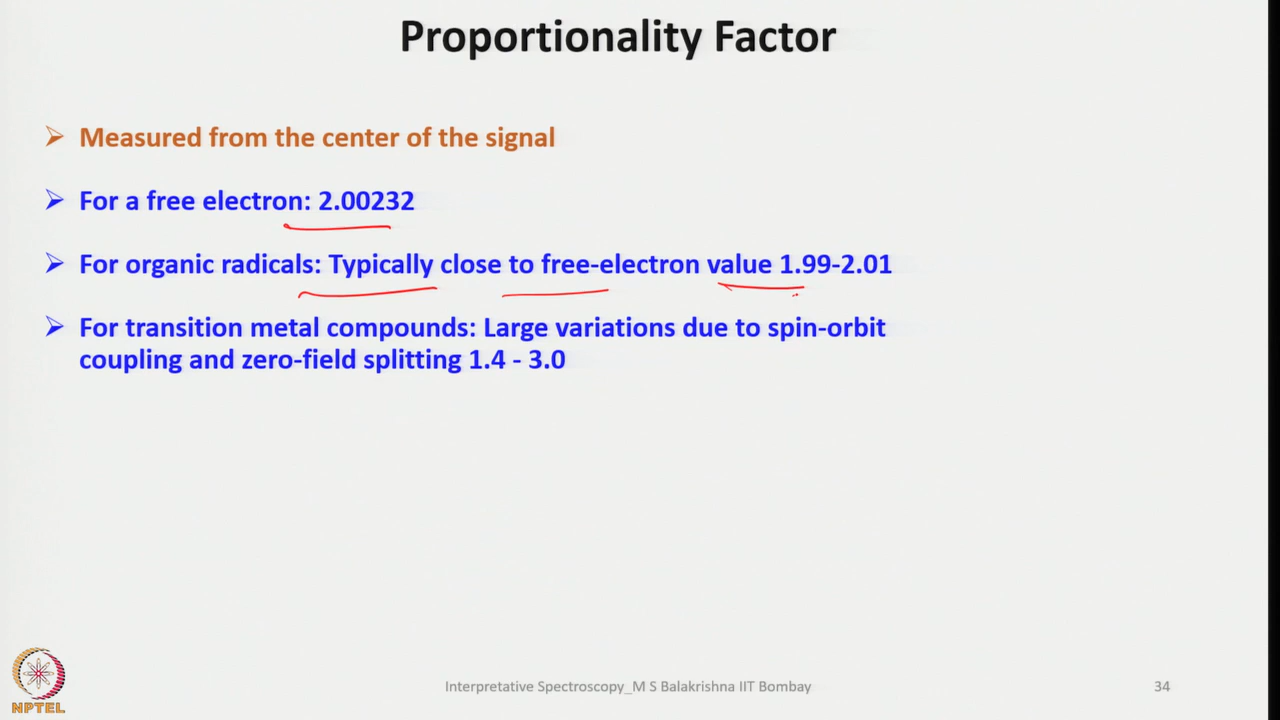 Proportionality Factor
Measured from the center of the signal
For a free electron: 2.00232
For organic radicals: Typically close to free-electron value 1.99-2.01
For transition metal compounds: Large variations due to spin-orbit
coupling and zero-field splitting 1.4 - 3.0
NPTEL
Interpretative Spectroscopy_M S Balakrishna IIT Bombay
34